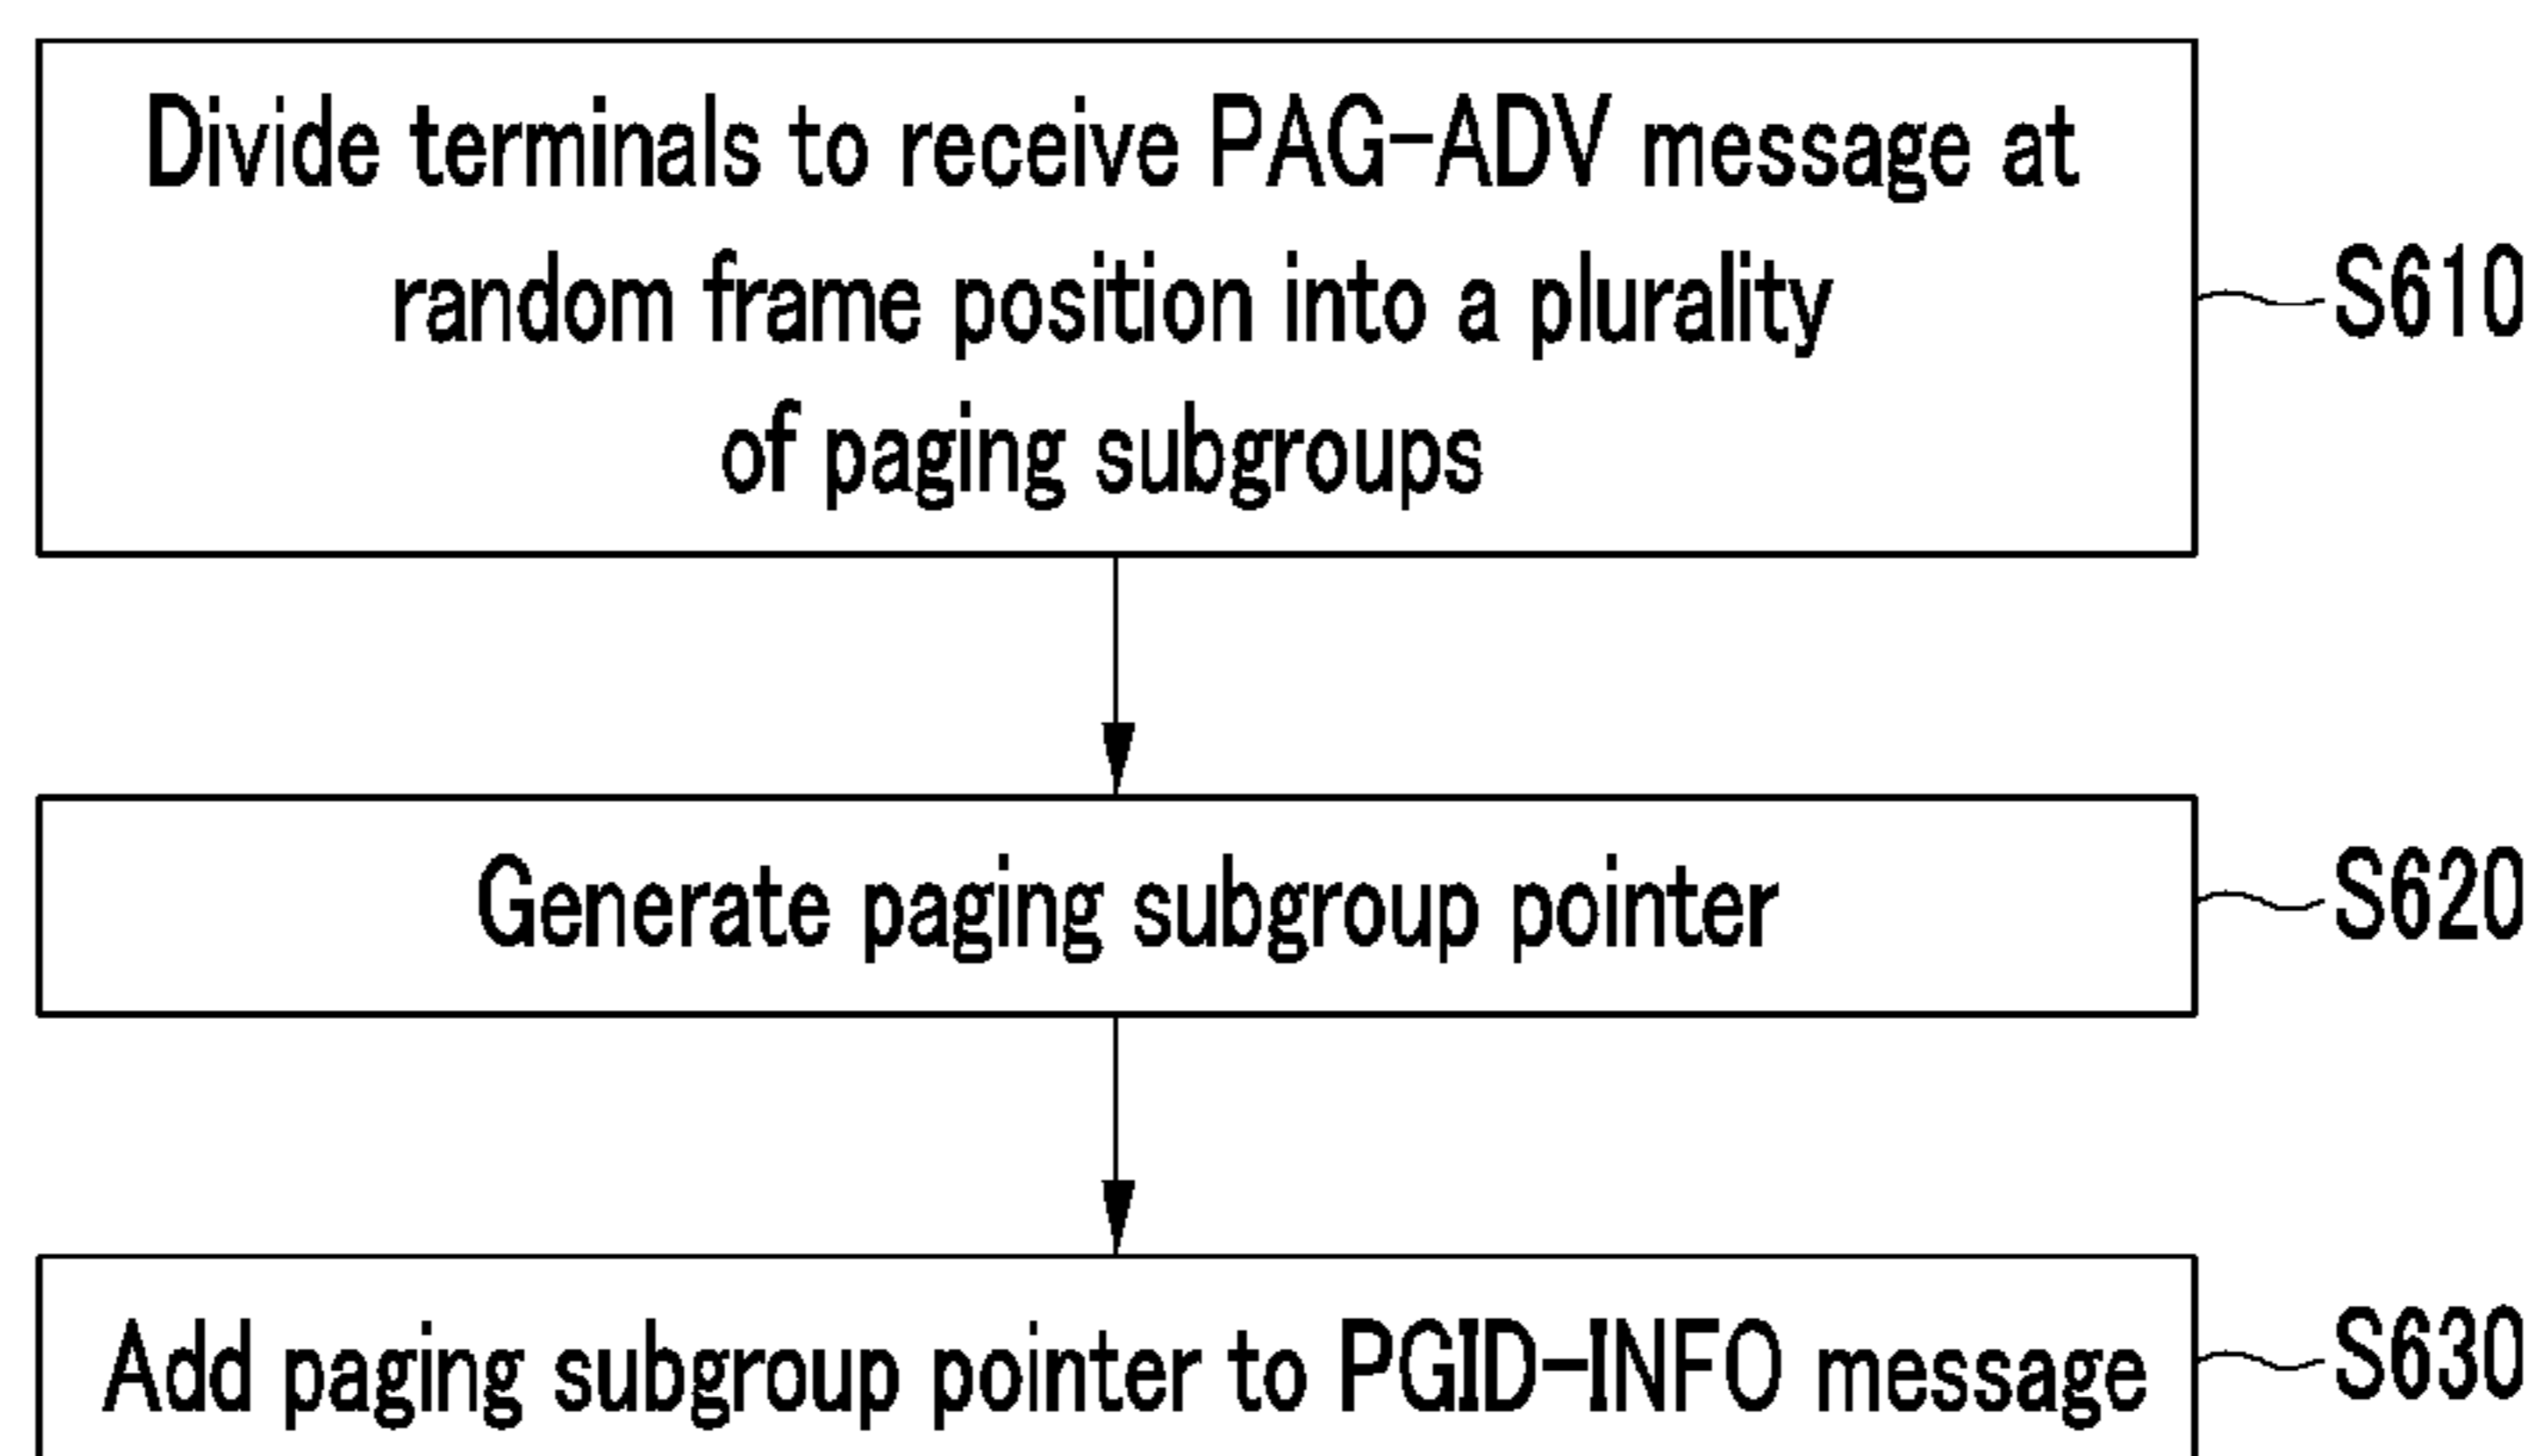 Divide terminals to receive PAG-ADV message at
random frame position into a plurality
of paging subgroups
S610
Generate paging subgroup pointer
S620
Add paging subgroup pointer to PGID-INFO message
S630